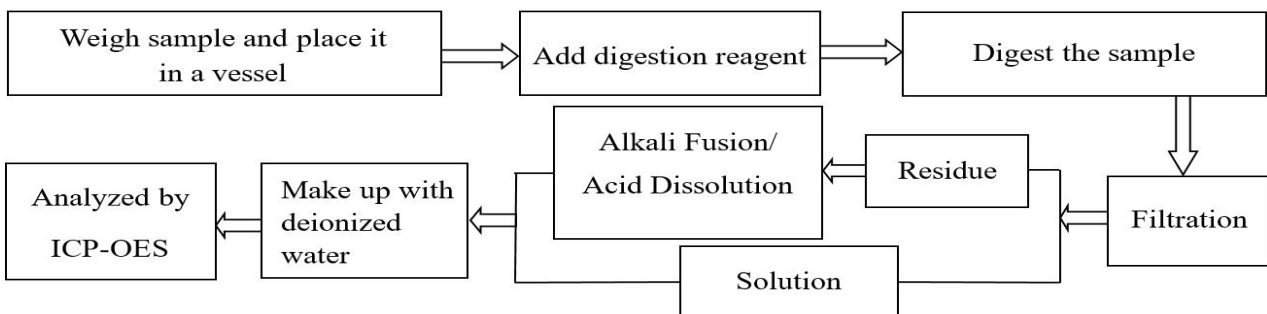 Weigh sample and place it
in a vessel
Add digestion reagent
Digest the sample
Filtration
Residue
Alkali Fusion/
Acid Dissolution
Solution
Make up with
deionized
water
Analyzed by
ICP-OES